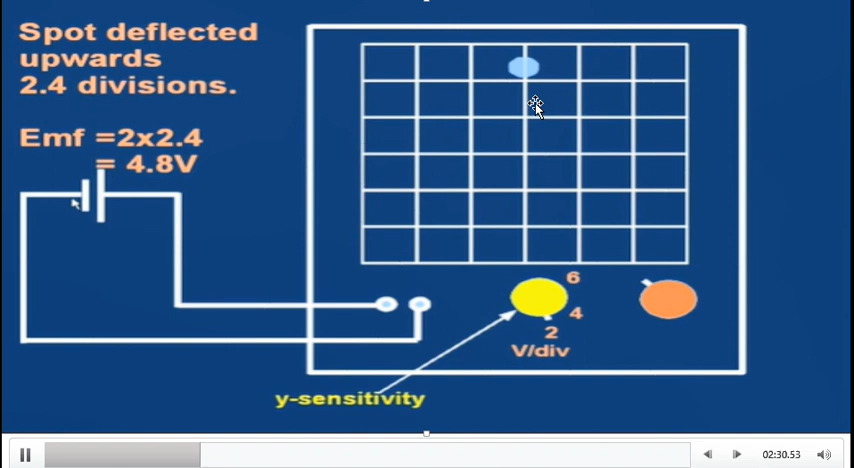 Spot deflected
upwards
2.4 divisions.
Emf =2x2.4
= 4.8V
6
4
2
V/div
y-sensitivity
02:30.53